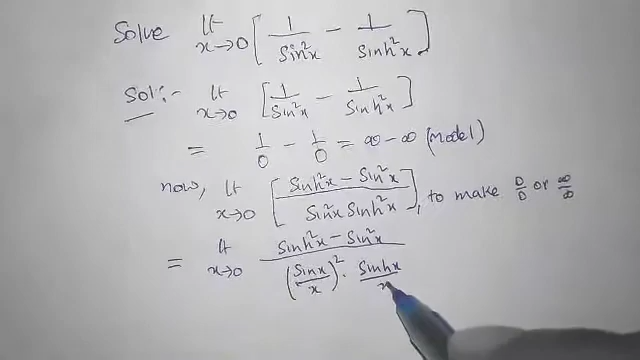 Solve lt x→0 [ 1/sin²x - 1/sinh²x ]
Sol:- lt x→0 [ 1/sin²x - 1/sinh²x ]
= 1/0 - 1/0 = ∞ - ∞ (model)
now, lt x→0 [ sinh²x - sin²x / sin²x sinh²x ], to make 0/0 or ∞/∞
= lt x→0 sinh²x - sin²x / (sinx/x)² · sinhx/x